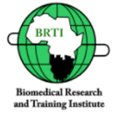 BRTI
Biomedical Research
and Training Institute